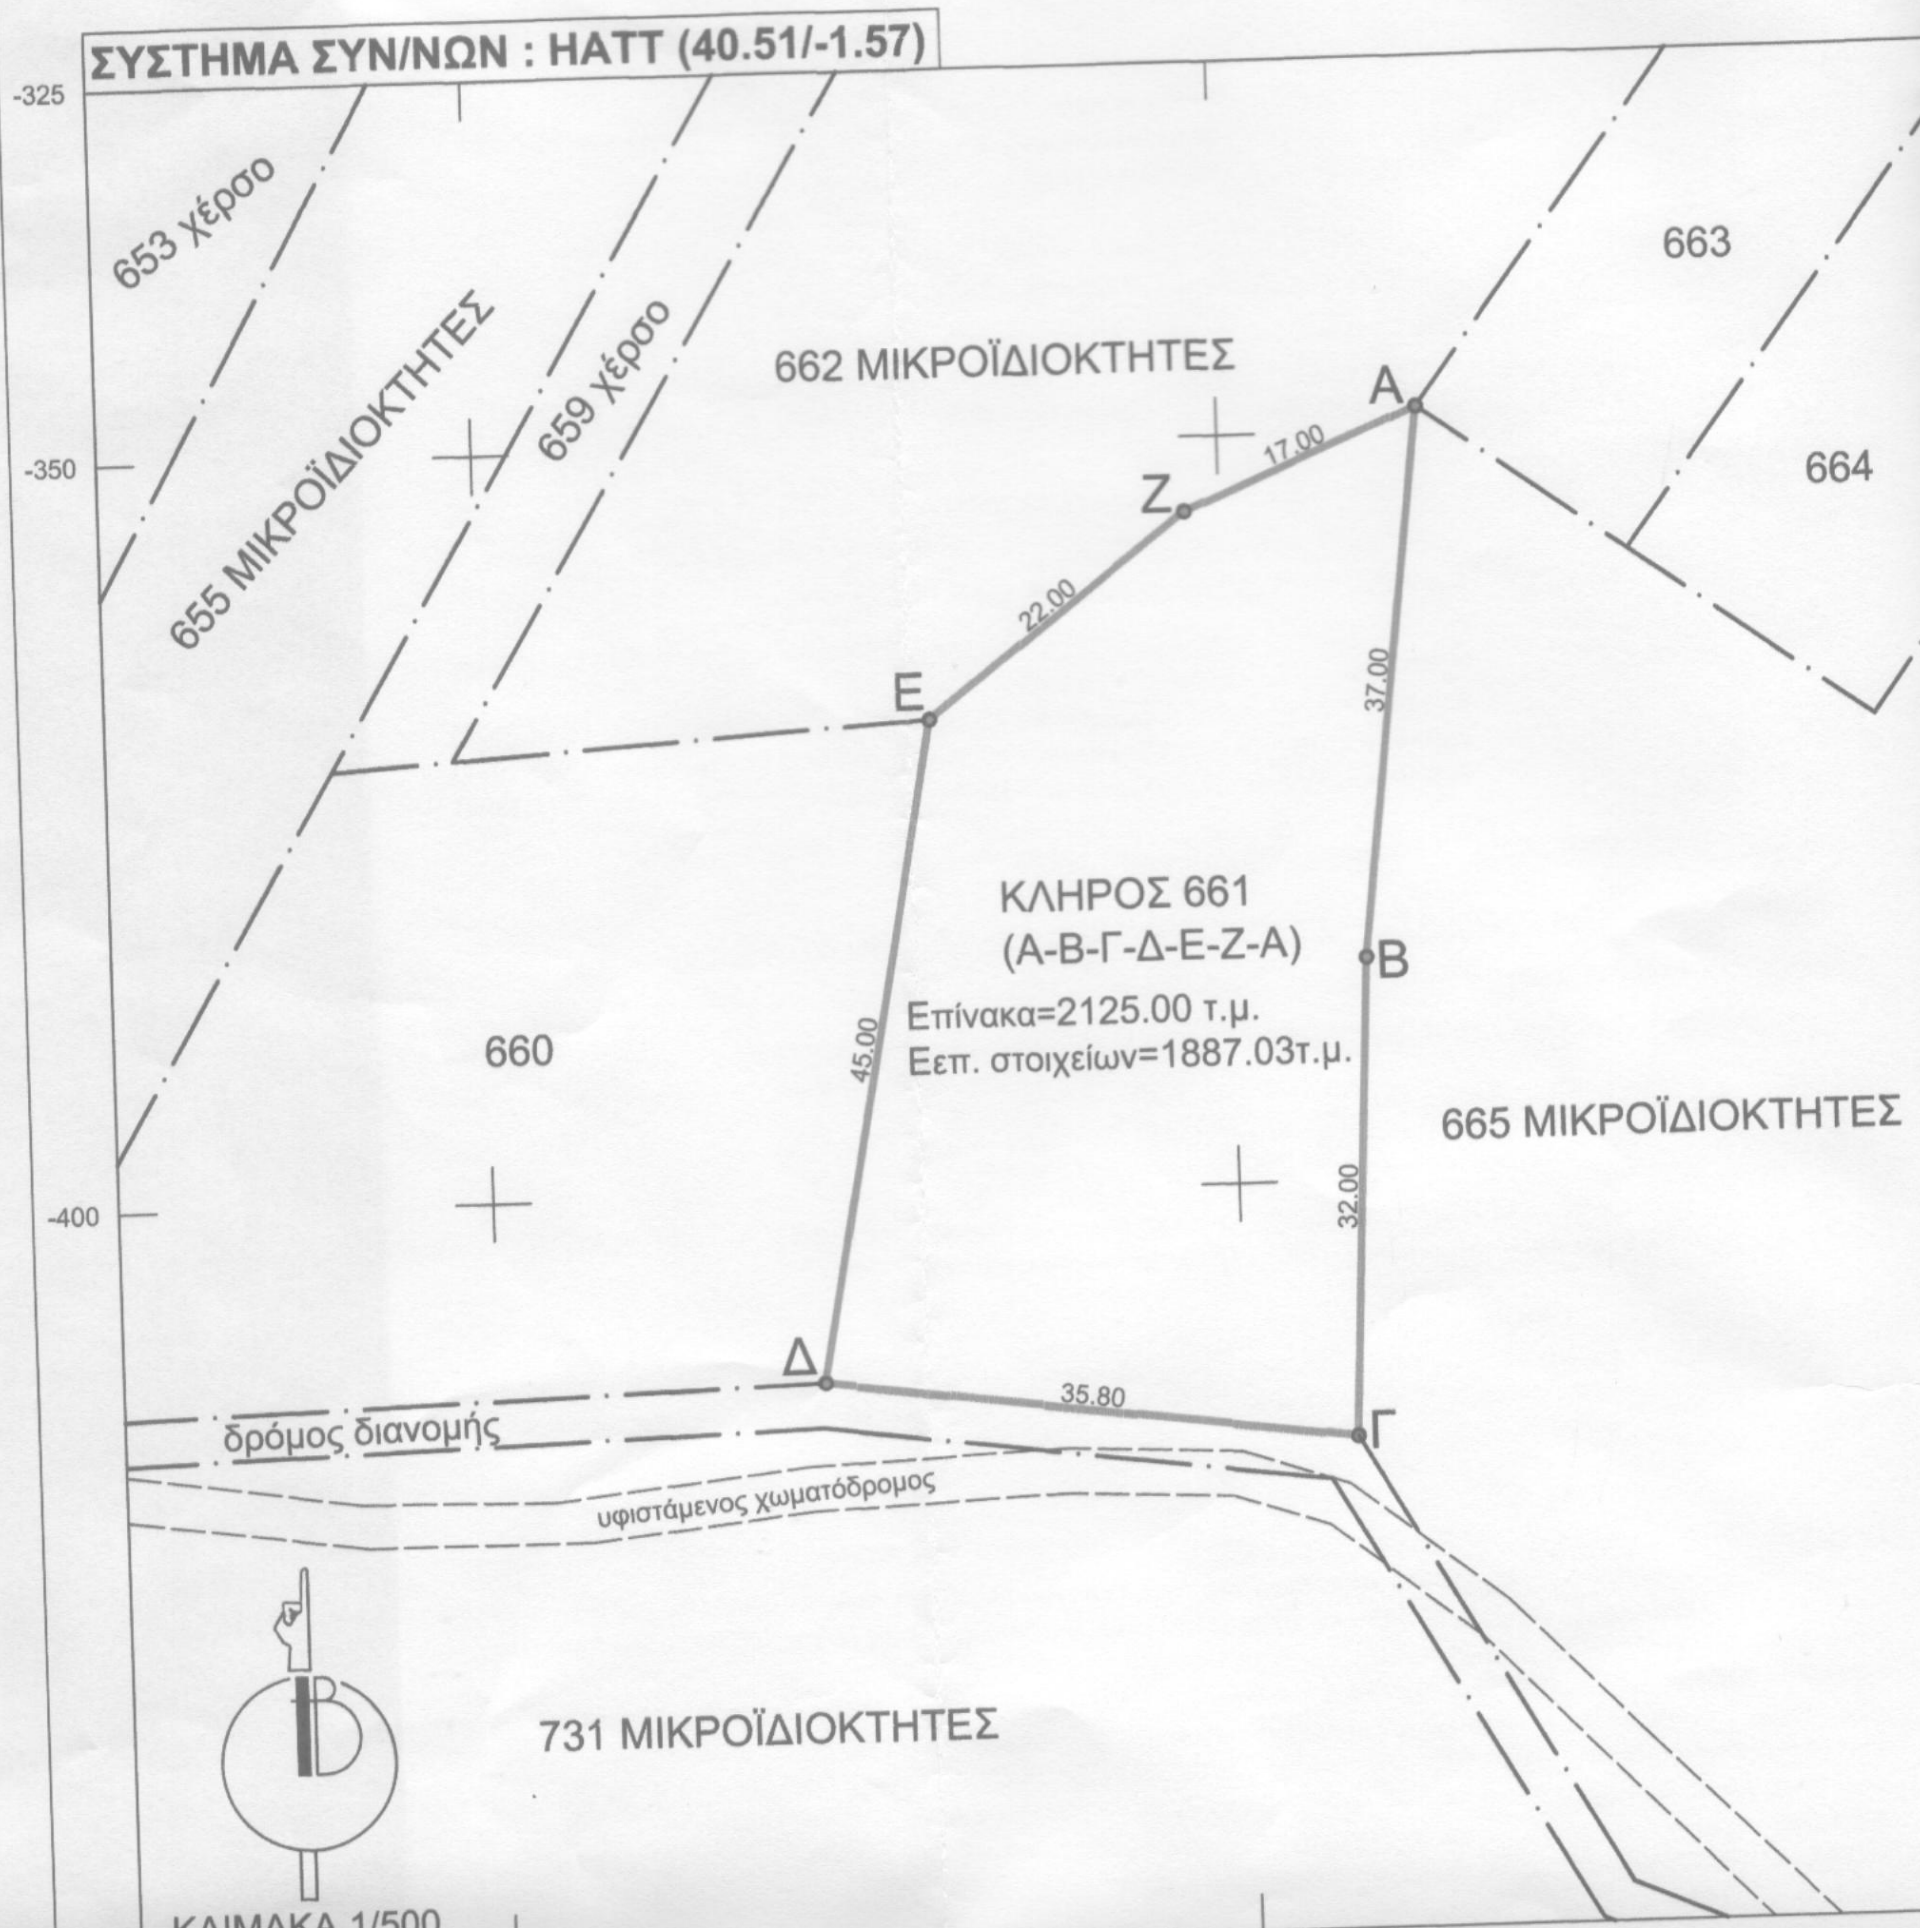 ΣΥΣΤΗΜΑ ΣΥΝ/ΝΩΝ : HATT (40.51/-1.57)
-325
653 χέρσο
663
655 ΜΙΚΡΟΪΔΙΟΚΤΗΤΕΣ
659 χέρσο
662 ΜΙΚΡΟΪΔΙΟΚΤΗΤΕΣ
Α
17.00
-350
664
Ζ
22.00
Ε
37.00
ΚΛΗΡΟΣ 661
(Α-Β-Γ-Δ-Ε-Ζ-Α)
Β
Επίνακα=2125.00 τ.μ.
Εεπ. στοιχείων=1887.03τ.μ.
45.00
660
665 ΜΙΚΡΟΪΔΙΟΚΤΗΤΕΣ
32.00
-400
Δ
35.80
Γ
δρόμος διανομής
υφιστάμενος χωματόδρομος
731 ΜΙΚΡΟΪΔΙΟΚΤΗΤΕΣ
ΚΛΙΜΑΚΑ 1/500